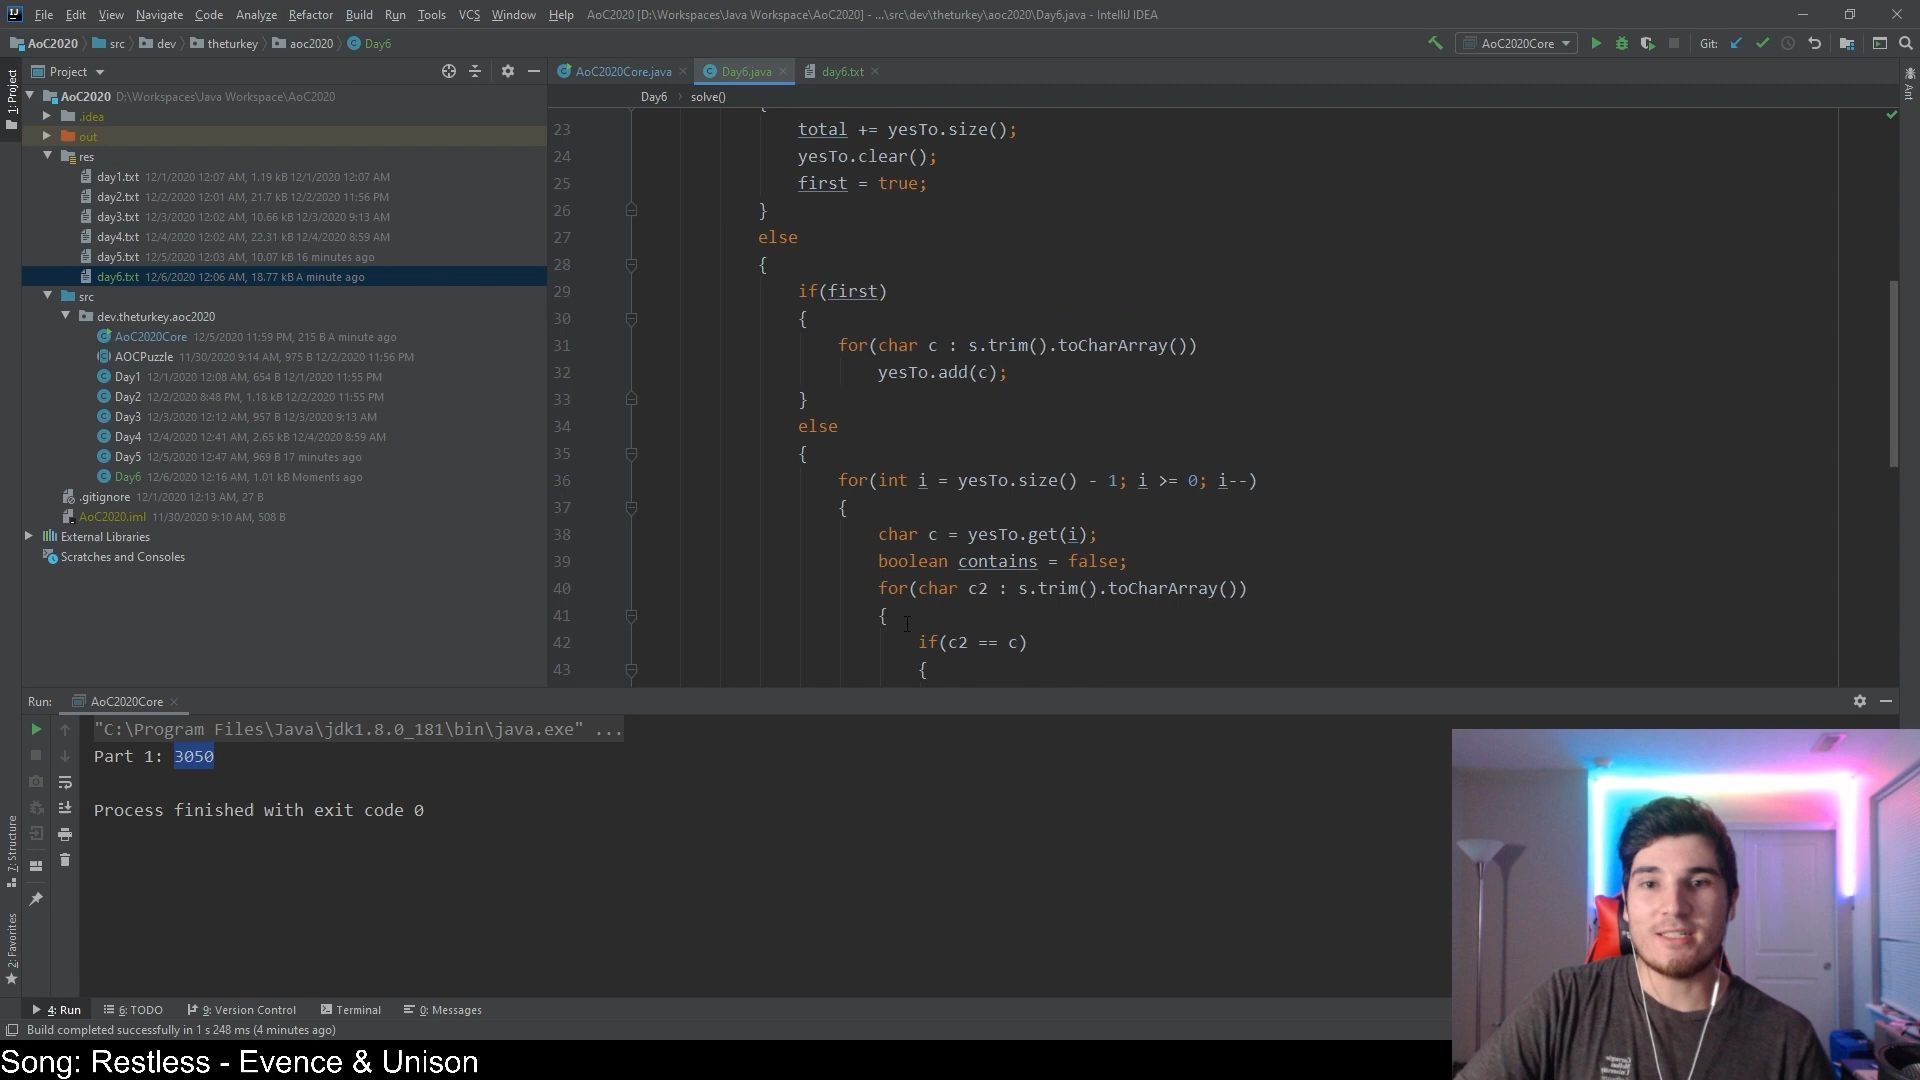 File Edit View Navigate Code Analyze Refactor Build Run Tools VCS Window Help AoC2020 [D:\Workspaces\Java Workspace\AoC2020] - ...\src\dev\theturkey\aoc2020\Day6.java - IntelliJ IDEA
AoC2020 src dev theturkey aoc2020 Day6 AoC2020Core Git:
Project AoC2020Core.java Day6.java day6.txt
Day6 solve()
1: Project
Ant
AoC2020 D:\Workspaces\Java Workspace\AoC2020
.idea
out
res
day1.txt 12/1/2020 12:07 AM, 1.19 kB 12/1/2020 12:07 AM
day2.txt 12/2/2020 12:01 AM, 21.7 kB 12/2/2020 11:56 PM
day3.txt 12/3/2020 12:02 AM, 10.66 kB 12/3/2020 9:13 AM
day4.txt 12/4/2020 12:02 AM, 22.31 kB 12/4/2020 8:59 AM
day5.txt 12/5/2020 12:03 AM, 10.07 kB 16 minutes ago
day6.txt 12/6/2020 12:06 AM, 18.77 kB A minute ago
src
dev.theturkey.aoc2020
AoC2020Core 12/5/2020 11:59 PM, 215 B A minute ago
AOCPuzzle 11/30/2020 9:14 AM, 975 B 12/2/2020 11:56 PM
Day1 12/1/2020 12:08 AM, 654 B 12/1/2020 11:55 PM
Day2 12/2/2020 8:48 PM, 1.18 kB 12/2/2020 11:55 PM
Day3 12/3/2020 12:12 AM, 957 B 12/3/2020 9:13 AM
Day4 12/4/2020 12:41 AM, 2.65 kB 12/4/2020 8:59 AM
Day5 12/5/2020 12:47 AM, 969 B 17 minutes ago
Day6 12/6/2020 12:16 AM, 1.01 kB Moments ago
.gitignore 12/1/2020 12:13 AM, 27 B
AoC2020.iml 11/30/2020 9:10 AM, 508 B
External Libraries
Scratches and Consoles
{
23 total += yesTo.size();
24 yesTo.clear();
25 first = true;
26 }
27 else
28 {
29 if(first)
30 {
31 for(char c : s.trim().toCharArray())
32 yesTo.add(c);
33 }
34 else
35 {
36 for(int i = yesTo.size() - 1; i >= 0; i--)
37 {
38 char c = yesTo.get(i);
39 boolean contains = false;
40 for(char c2 : s.trim().toCharArray())
41 {
42 if(c2 == c)
43 {
Run: AoC2020Core
"C:\Program Files\Java\jdk1.8.0_181\bin\java.exe" ...
Part 1: 3050
Process finished with exit code 0
7: Structure
2: Favorites
4: Run 6: TODO 9: Version Control Terminal 0: Messages
Build completed successfully in 1 s 248 ms (4 minutes ago)
Song: Restless - Evence & Unison